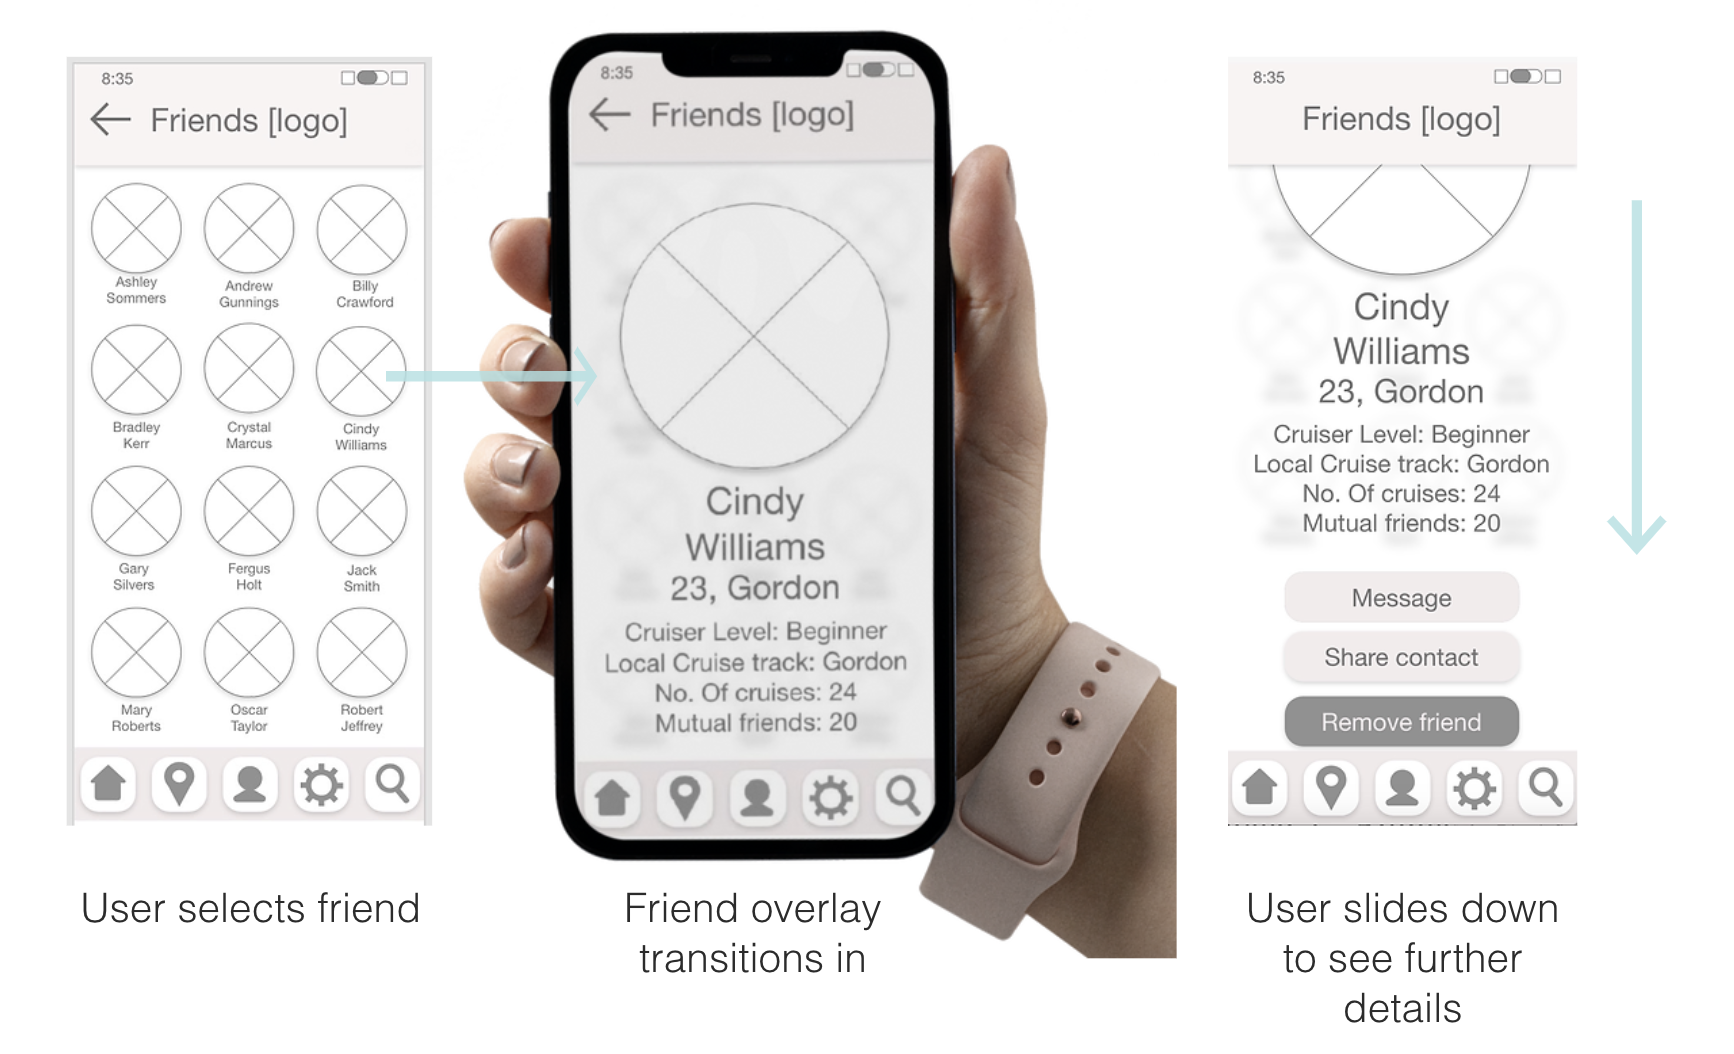 8:35
Friends [logo]
Ashley
Sommers
Andrew
Gunnings
Billy
Crawford
Bradley
Kerr
Crystal
Marcus
Cindy
Williams
Gary
Silvers
Fergus
Holt
Jack
Smith
Mary
Roberts
Oscar
Taylor
Robert
Jeffrey
User selects friend
8:35
Friends [logo]
Cindy
Williams
23, Gordon
Cruiser Level: Beginner
Local Cruise track: Gordon
No. Of cruises: 24
Mutual friends: 20
Friend overlay
transitions in
8:35
Friends [logo]
Cindy
Williams
23, Gordon
Cruiser Level: Beginner
Local Cruise track: Gordon
No. Of cruises: 24
Mutual friends: 20
Message
Share contact
Remove friend
User slides down
to see further
details